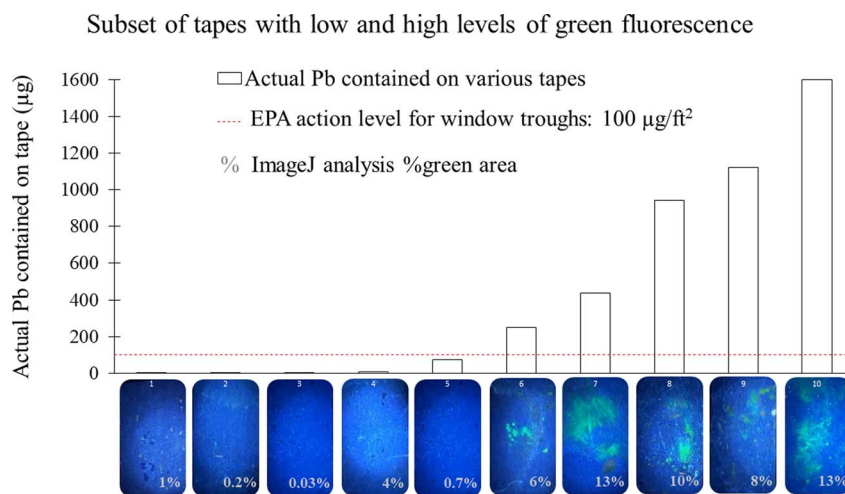 Subset of tapes with low and high levels of green fluorescence
Actual Pb contained on tape (µg)
1600
1400
1200
1000
800
600
400
200
0
Actual Pb contained on various tapes
EPA action level for window troughs: 100 µg/ft²
% ImageJ analysis %green area
1 2 3 4 5 6 7 8 9 10
1% 0.2% 0.03% 4% 0.7% 6% 13% 10% 8% 13%